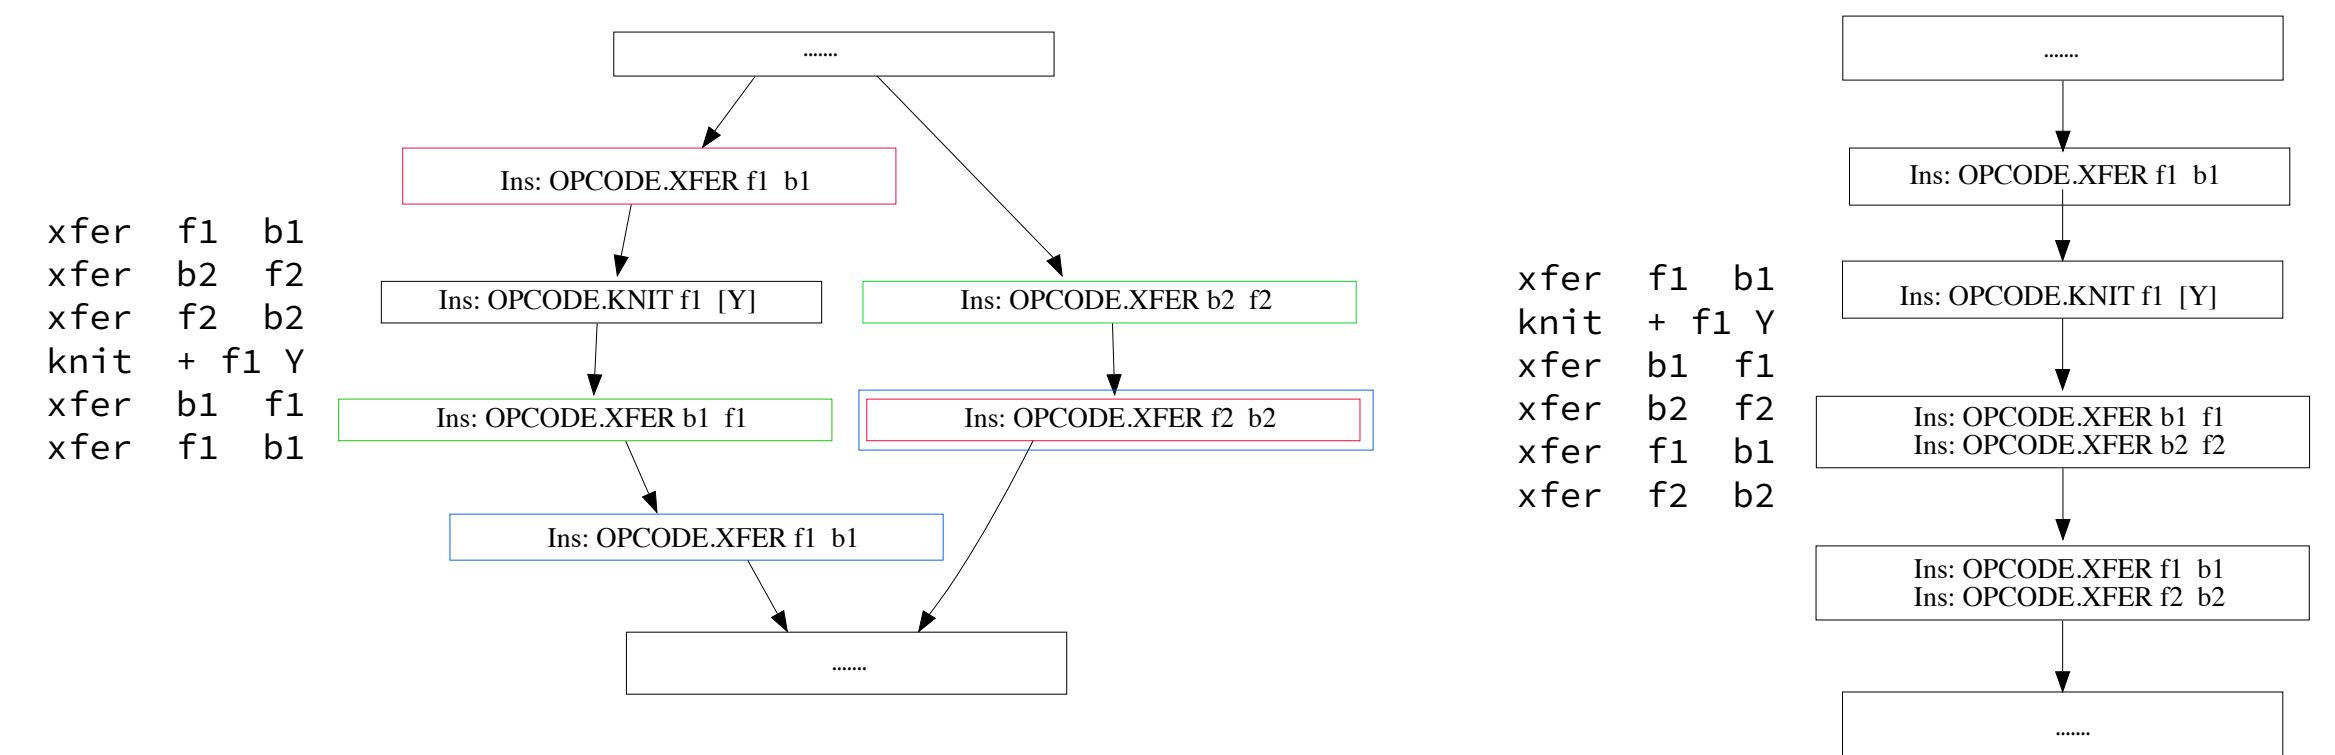 xfer f1 b1
xfer b2 f2
xfer f2 b2
knit + f1 Y
xfer b1 f1
xfer f1 b1
.......
Ins: OPCODE.XFER f1 b1
Ins: OPCODE.KNIT f1 [Y]
Ins: OPCODE.XFER b2 f2
Ins: OPCODE.XFER b1 f1
Ins: OPCODE.XFER f2 b2
Ins: OPCODE.XFER f1 b1
.......
xfer f1 b1
knit + f1 Y
xfer b1 f1
xfer b2 f2
xfer f1 b1
xfer f2 b2
.......
Ins: OPCODE.XFER f1 b1
Ins: OPCODE.KNIT f1 [Y]
Ins: OPCODE.XFER b1 f1
Ins: OPCODE.XFER b2 f2
Ins: OPCODE.XFER f1 b1
Ins: OPCODE.XFER f2 b2
.......